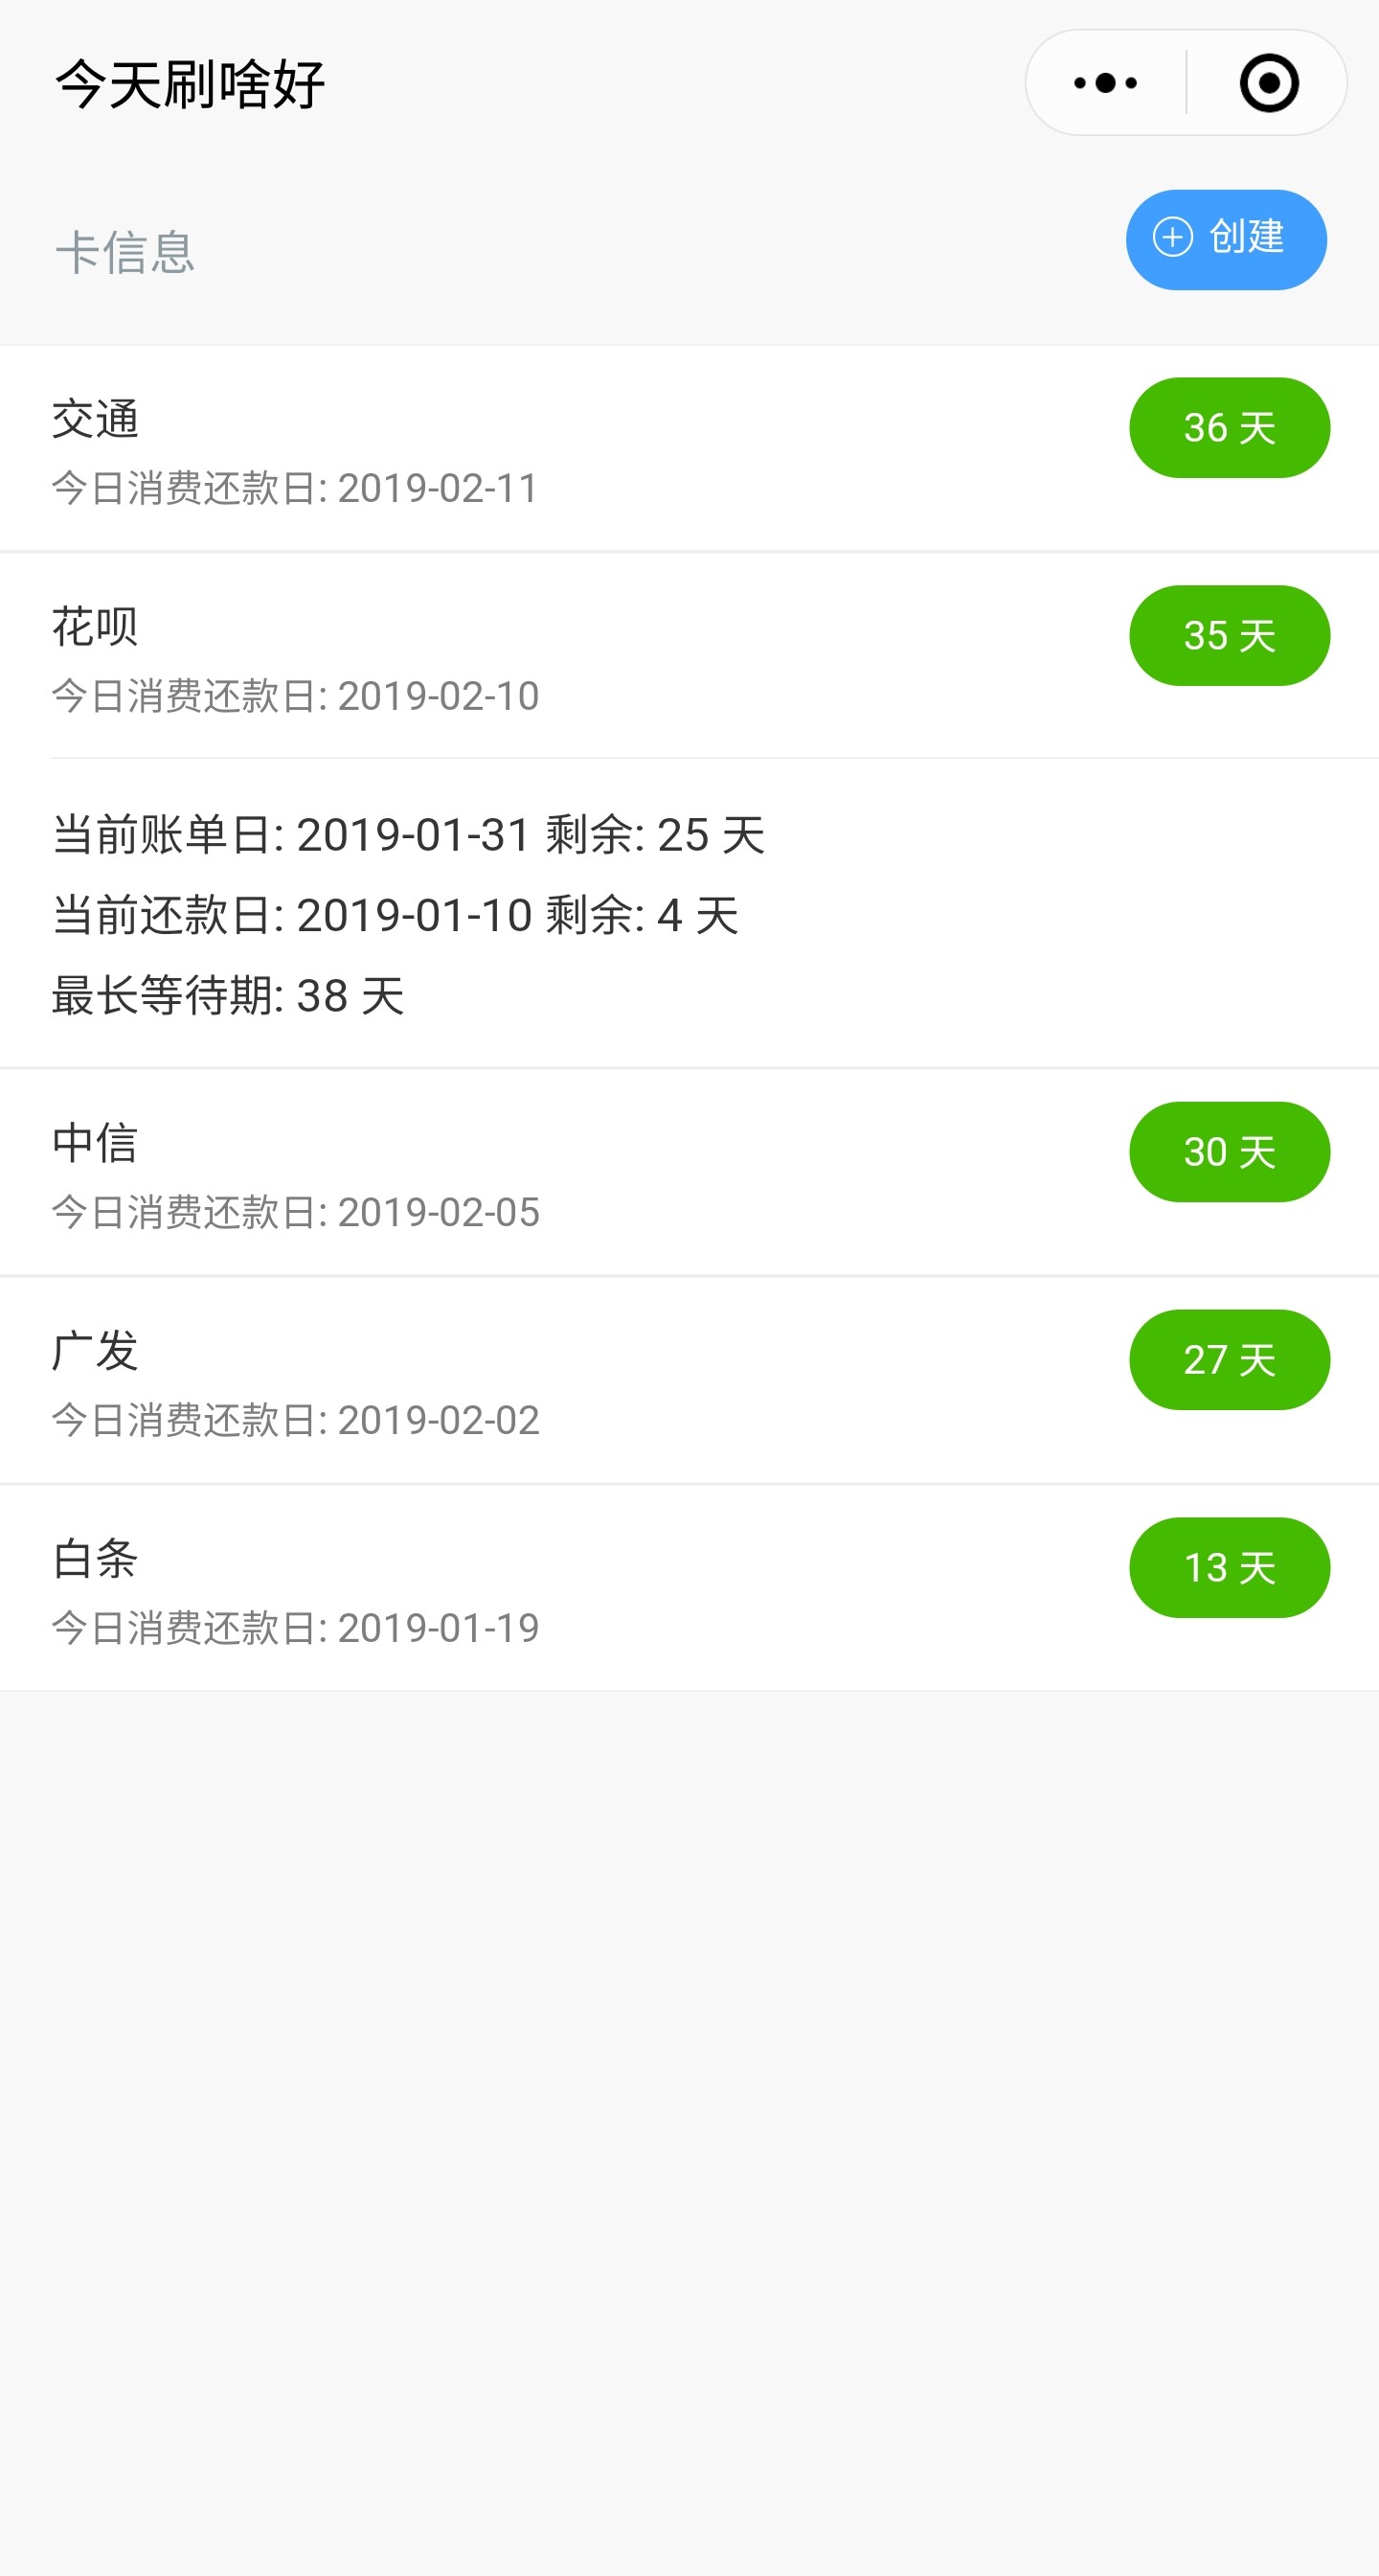 今天刷啥好
卡信息
创建
交通
36 天
今日消费还款日: 2019-02-11
花呗
35 天
今日消费还款日: 2019-02-10
当前账单日: 2019-01-31 剩余: 25 天
当前还款日: 2019-01-10 剩余: 4 天
最长等待期: 38 天
中信
30 天
今日消费还款日: 2019-02-05
广发
27 天
今日消费还款日: 2019-02-02
白条
13 天
今日消费还款日: 2019-01-19